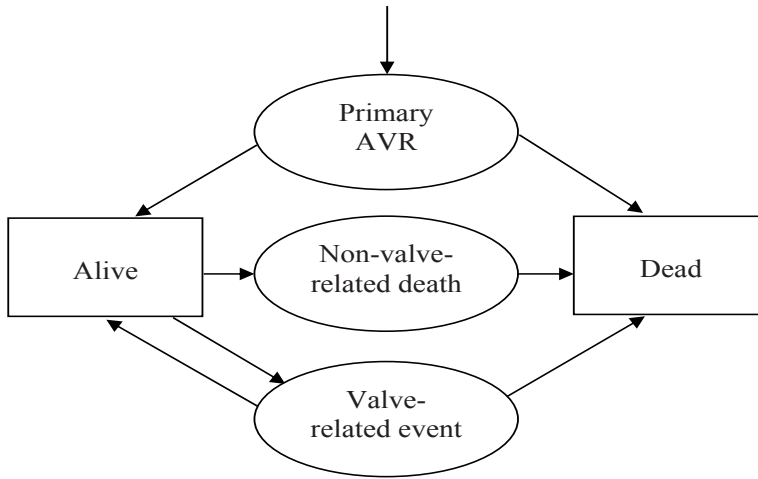 Primary
AVR
Alive
Non-valve-
related death
Dead
Valve-
related event